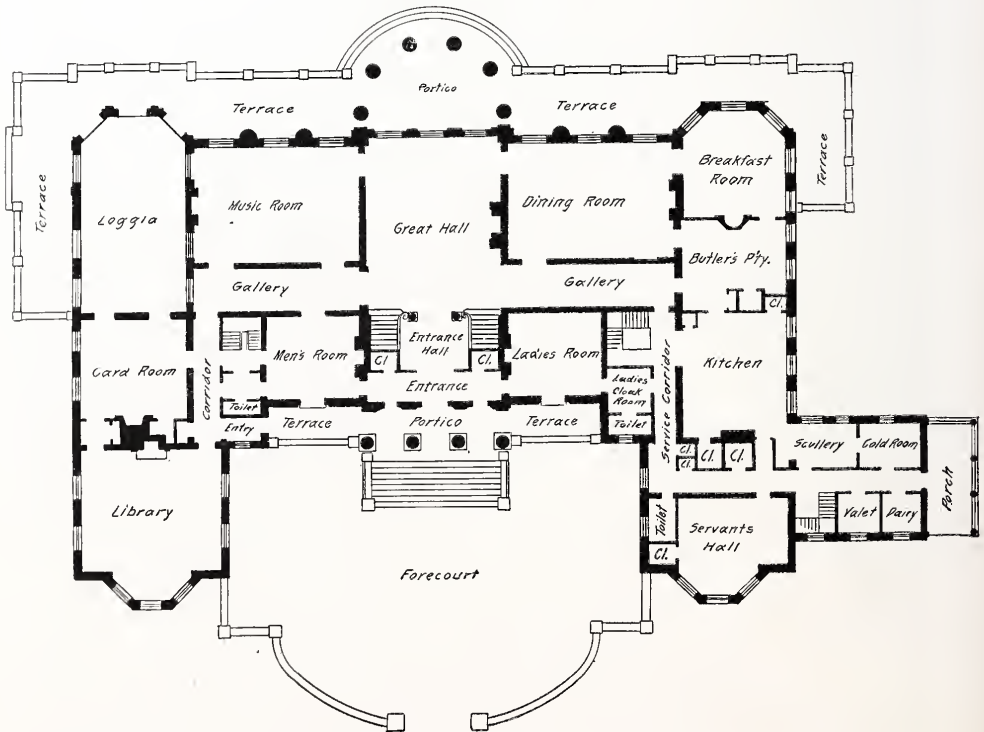 Portico
Terrace
Terrace
Terrace
Terrace
Breakfast
Room
Loggia
Music Room
Great Hall
Dining Room
Butler's P'ty.
Gallery
Gallery
Cl.
Entrance
Hall
Men's Room
Cl.
Cl.
Ladies Room
Kitchen
Card Room
Corridor
Entrance
Ladies
Cloak
Room
Service Corridor
Toilet
Entry
Terrace
Portico
Terrace
Toilet
Scullery
Cold Room
Cl.
Cl.
Cl.
Cl.
Porch
Library
Toilet
Servants
Hall
Valet
Dairy
Cl.
Forecourt